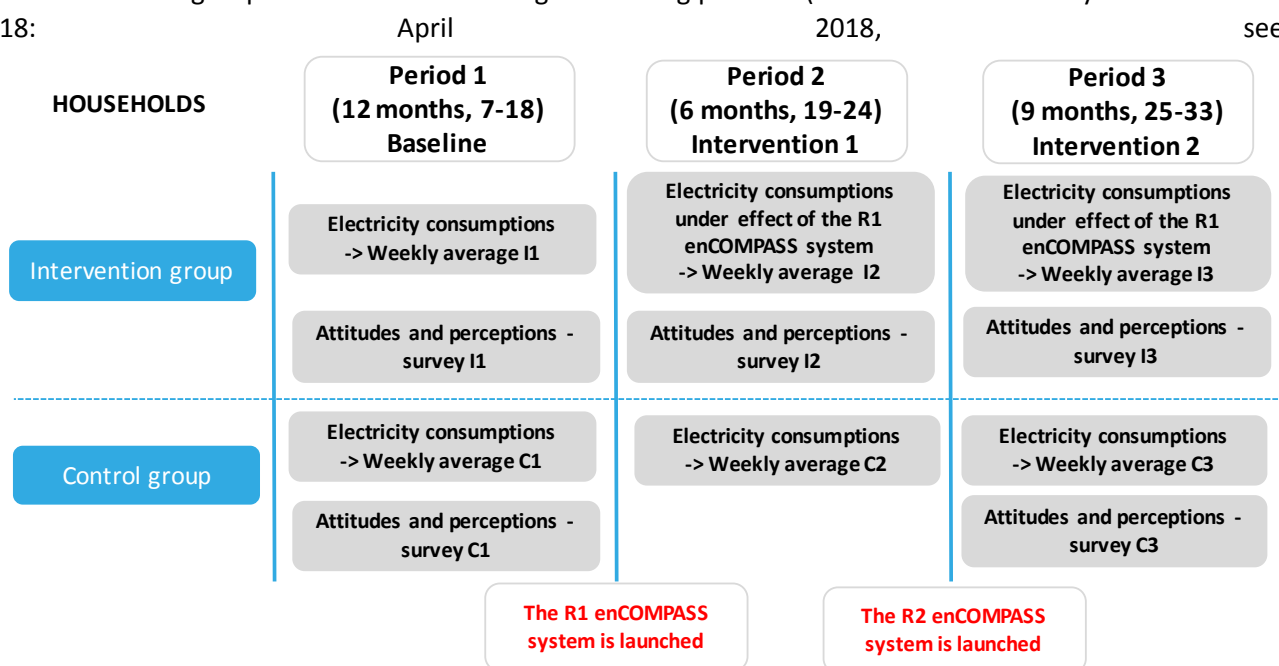 18: April 2018, see
HOUSEHOLDS
Period 1
(12 months, 7-18)
Baseline
Period 2
(6 months, 19-24)
Intervention 1
Period 3
(9 months, 25-33)
Intervention 2
Intervention group
Electricity consumptions
-> Weekly average I1
Electricity consumptions
under effect of the R1
enCOMPASS system
-> Weekly average I2
Electricity consumptions
under effect of the R1
enCOMPASS system
-> Weekly average I3
Attitudes and perceptions -
survey I1
Attitudes and perceptions -
survey I2
Attitudes and perceptions -
survey I3
Control group
Electricity consumptions
-> Weekly average C1
Electricity consumptions
-> Weekly average C2
Electricity consumptions
-> Weekly average C3
Attitudes and perceptions -
survey C1
Attitudes and perceptions -
survey C3
The R1 enCOMPASS
system is launched
The R2 enCOMPASS
system is launched